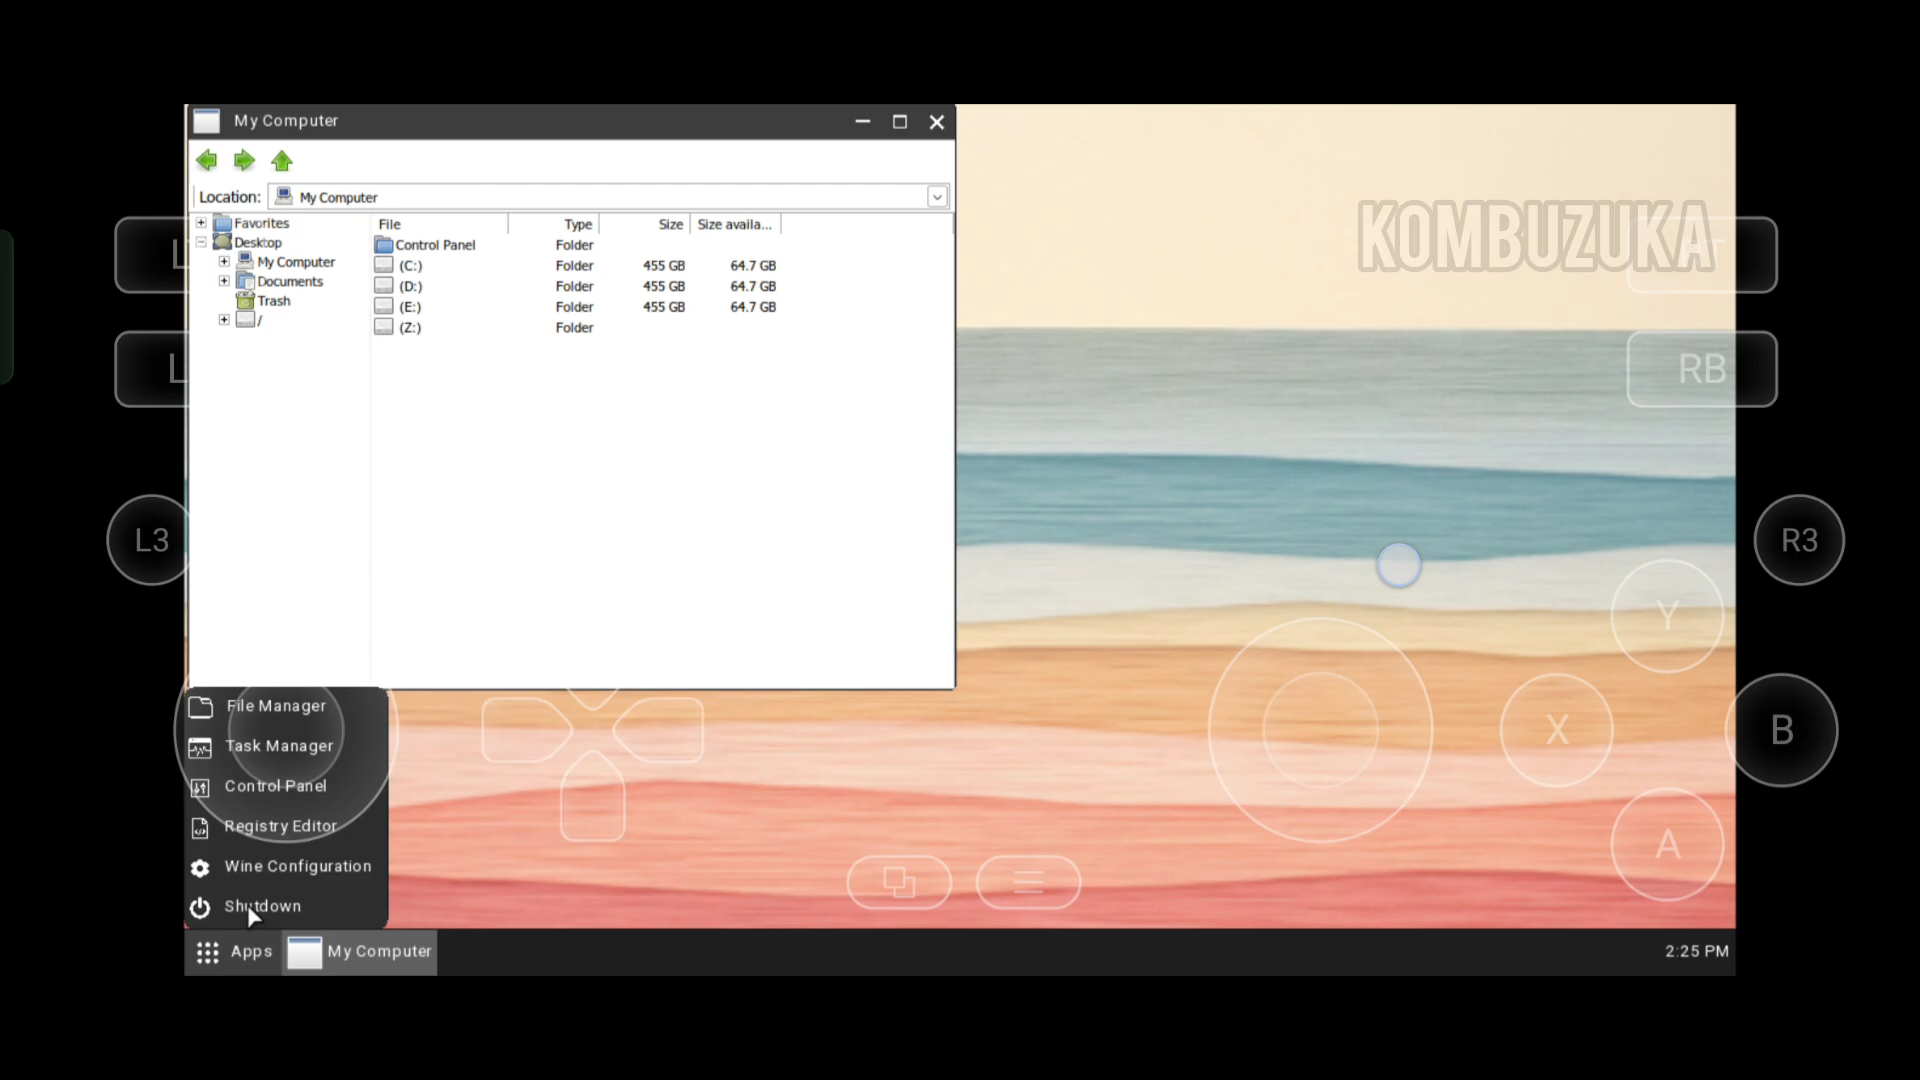 My Computer
Location: My Computer
Favorites
Desktop
My Computer
Documents
Trash
/
File Type Size Size availa...
Control Panel Folder
(C:) Folder 455 GB 64.7 GB
(D:) Folder 455 GB 64.7 GB
(E:) Folder 455 GB 64.7 GB
(Z:) Folder
KOMBUZUKA
L
L
RB
L3
R3
Y
X
B
A
File Manager
Task Manager
Control Panel
Registry Editor
Wine Configuration
Shutdown
Apps My Computer 2:25 PM